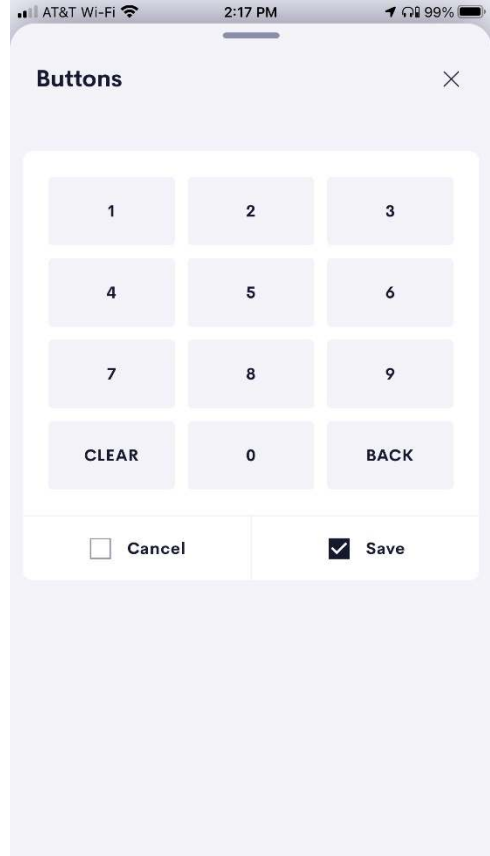 AT&T Wi-Fi 2:17 PM 99%
Buttons
1 2 3
4 5 6
7 8 9
CLEAR 0 BACK
Cancel Save